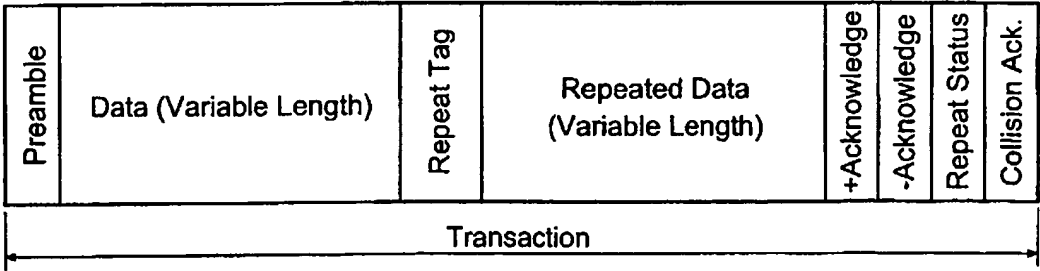 Preamble
Data (Variable Length)
Repeat Tag
Repeated Data
(Variable Length)
+Acknowledge
-Acknowledge
Repeat Status
Collision Ack.
Transaction